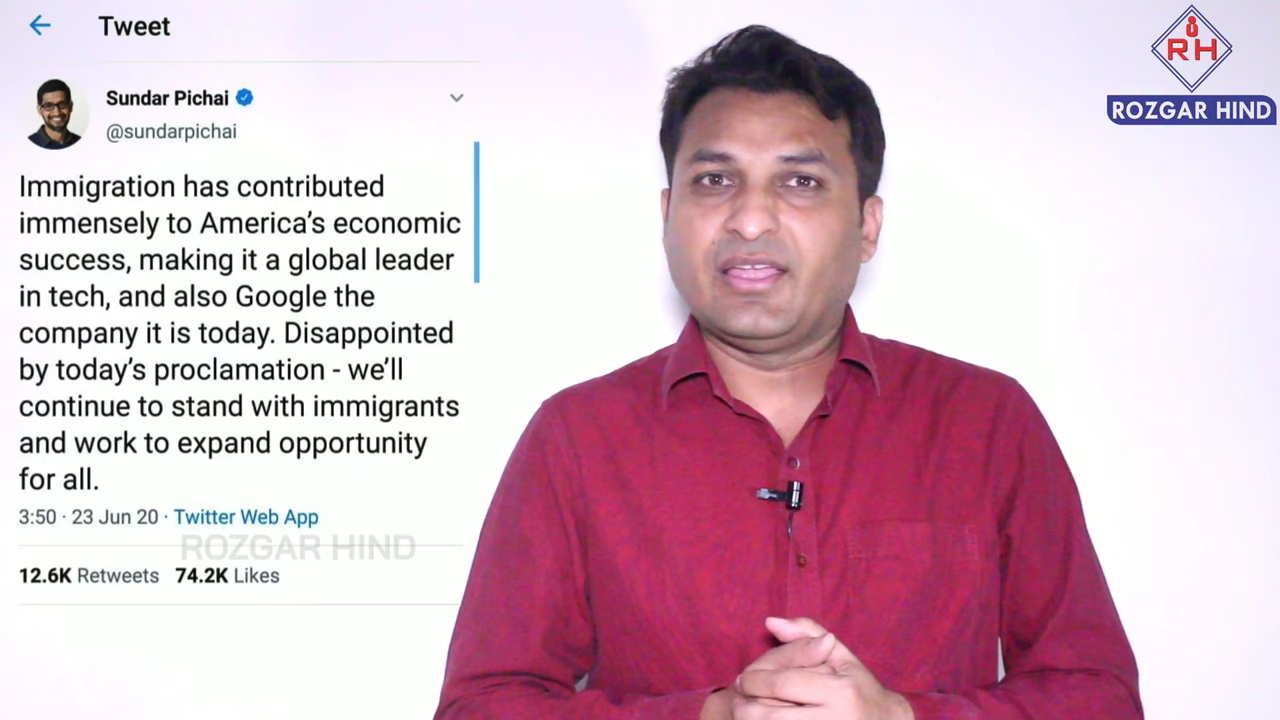 Tweet
Sundar Pichai
@sundarpichai
Immigration has contributed
immensely to America’s economic
success, making it a global leader
in tech, and also Google the
company it is today. Disappointed
by today’s proclamation - we’ll
continue to stand with immigrants
and work to expand opportunity
for all.
3:50 · 23 Jun 20 · Twitter Web App
ROZGAR HIND
12.6K Retweets 74.2K Likes
RH
ROZGAR HIND